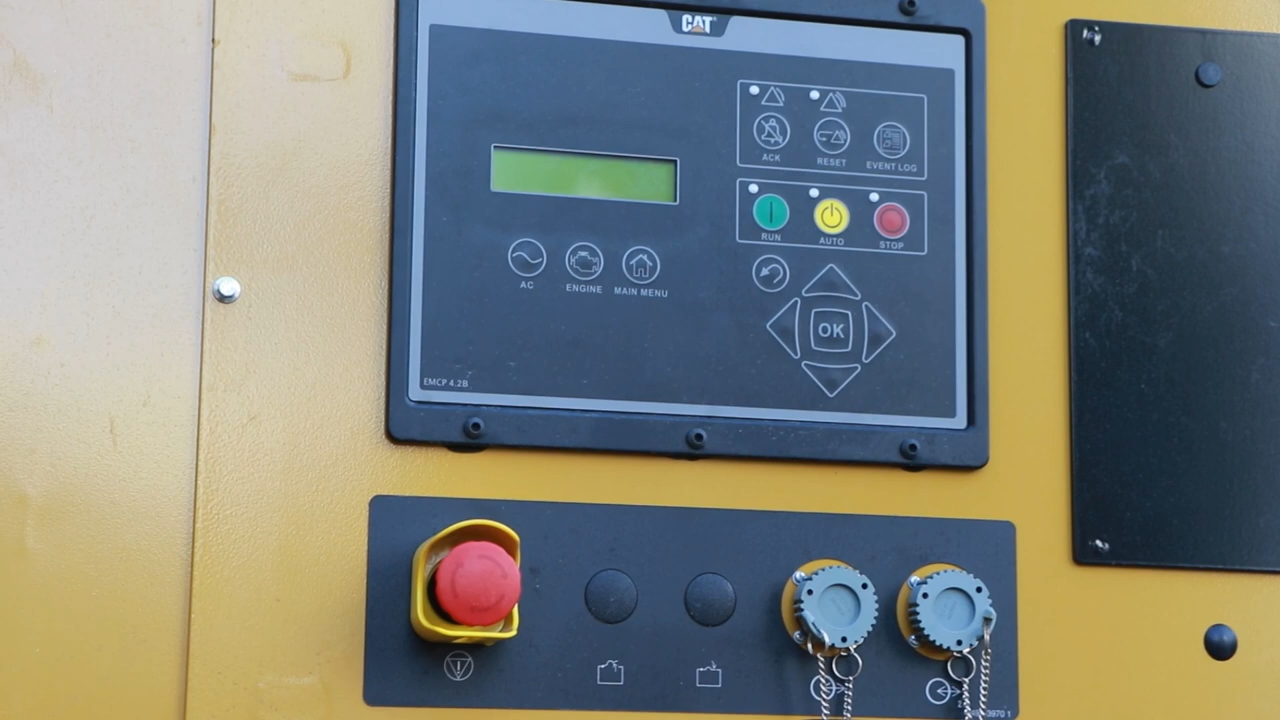 CAT
ACK
RESET
EVENT LOG
RUN
AUTO
STOP
AC
ENGINE
MAIN MENU
OK
EMCP 4.2B